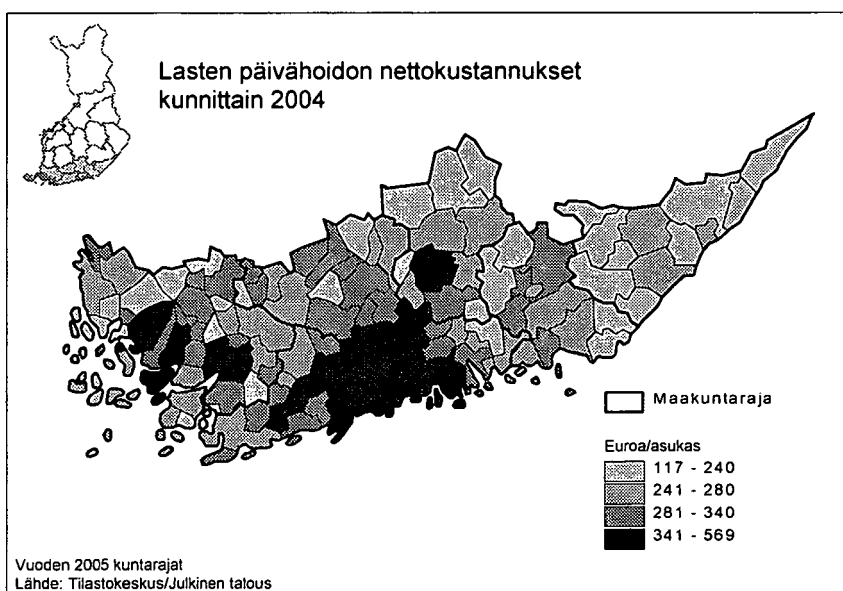 Lasten päivähoidon nettokustannukset
kunnittain 2004
Maakuntaraja
Euroa/asukas
117 - 240
241 - 280
281 - 340
341 - 569
Vuoden 2005 kuntarajat
Lähde: Tilastokeskus/Julkinen talous